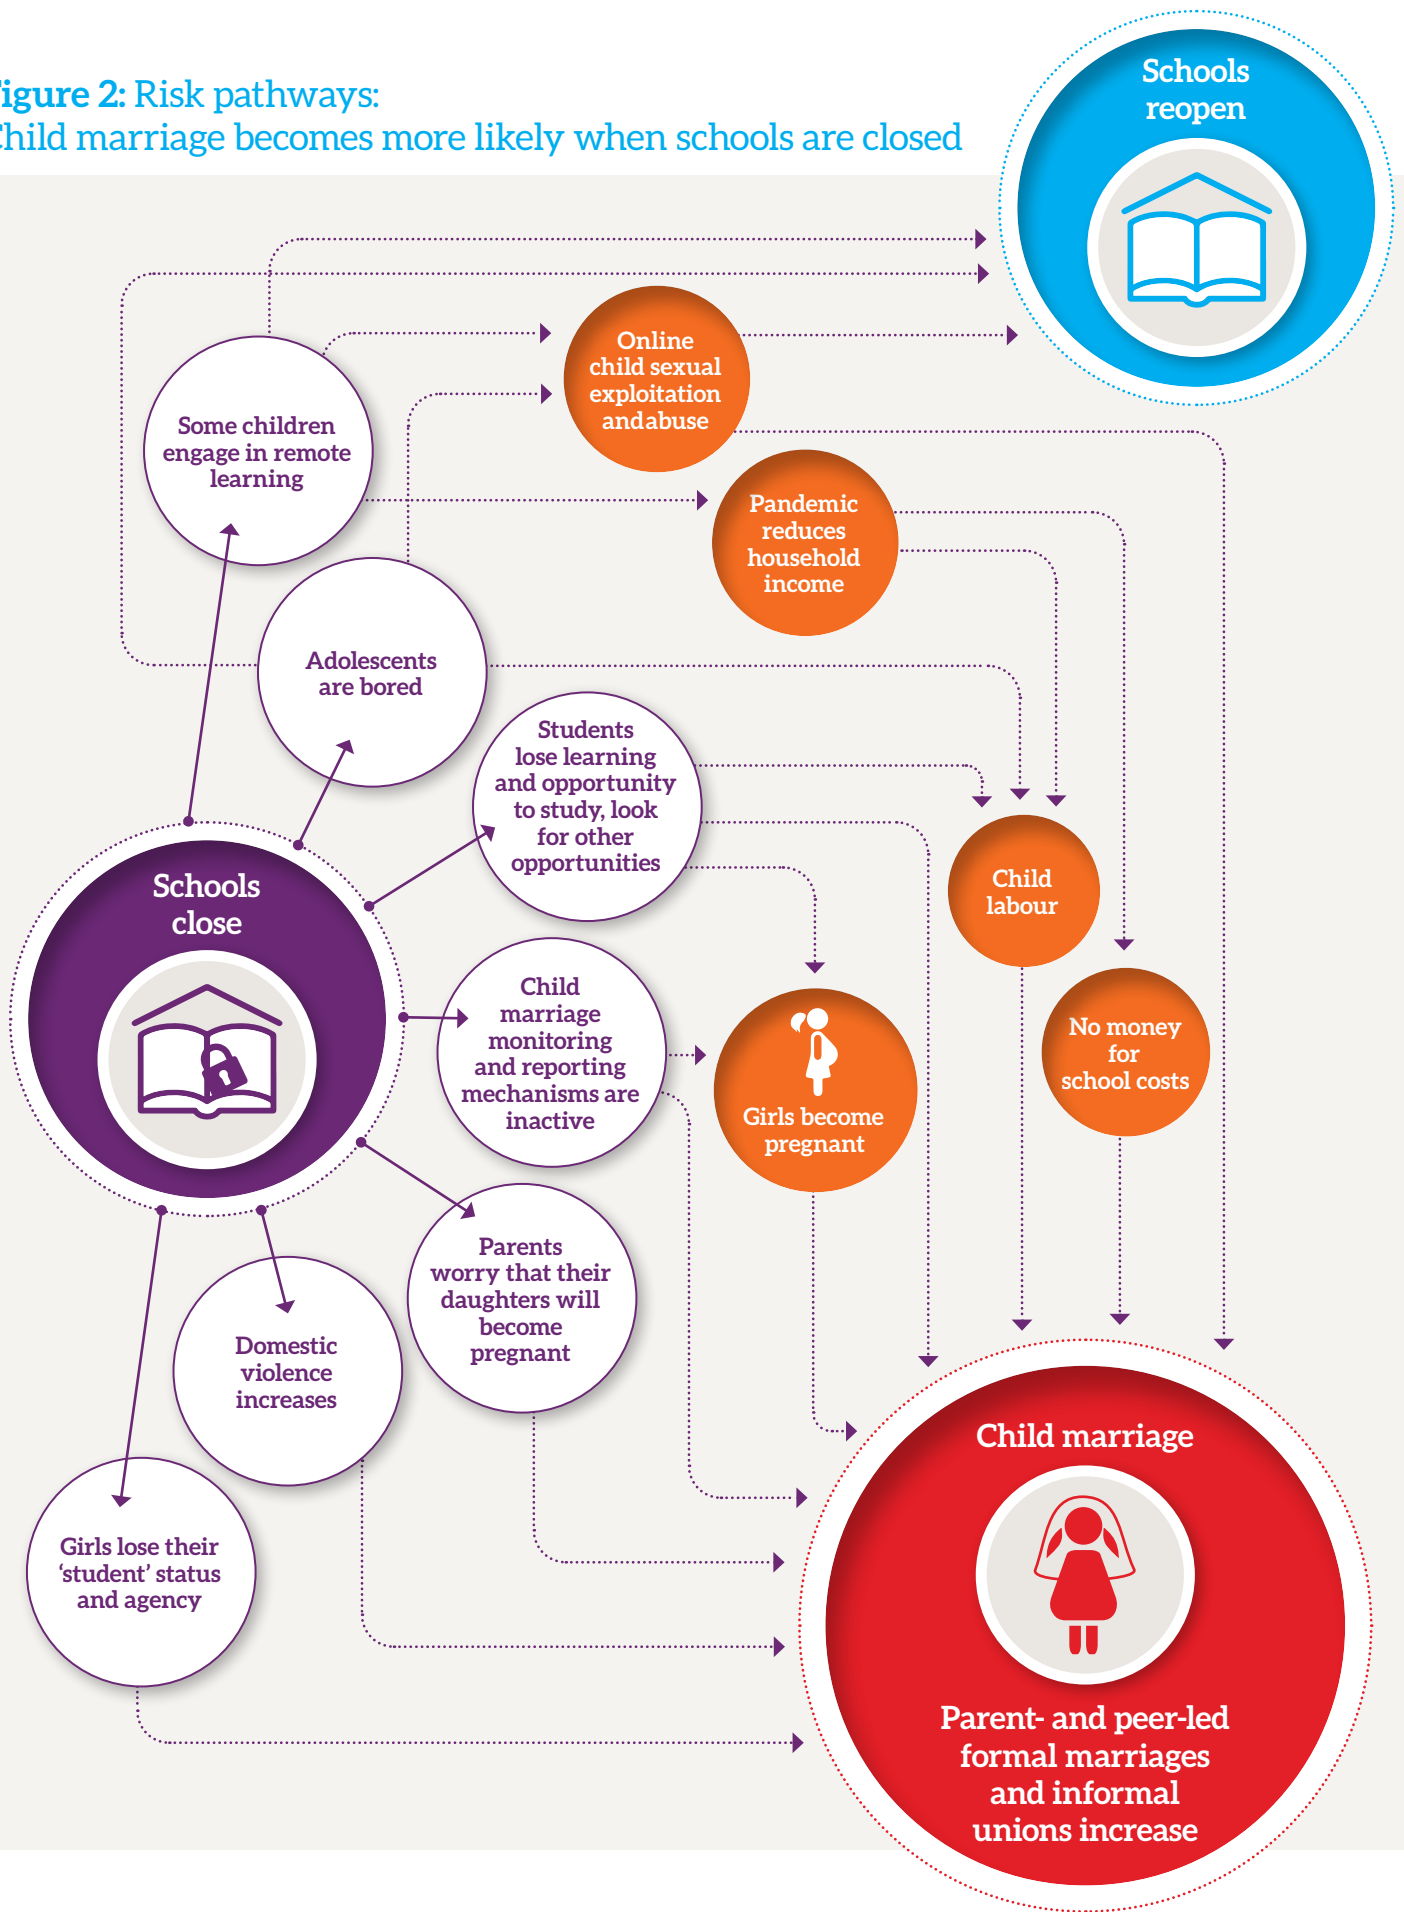 igure 2: Risk pathways:
Child marriage becomes more likely when schools are closed
Schools
reopen
Online
child sexual
exploitation
andabuse
Some children
engage in remote
learning
Pandemic
reduces
household
income
Adolescents
are bored
Students
lose learning
and opportunity
to study, look
for other
opportunities
Schools
close
Child
labour
Child
marriage
monitoring
and reporting
mechanisms are
inactive
No money
for
school costs
Girls become
pregnant
Parents
worry that their
daughters will
become
pregnant
Domestic
violence
increases
Child marriage
Girls lose their
‘student’ status
and agency
Parent- and peer-led
formal marriages
and informal
unions increase